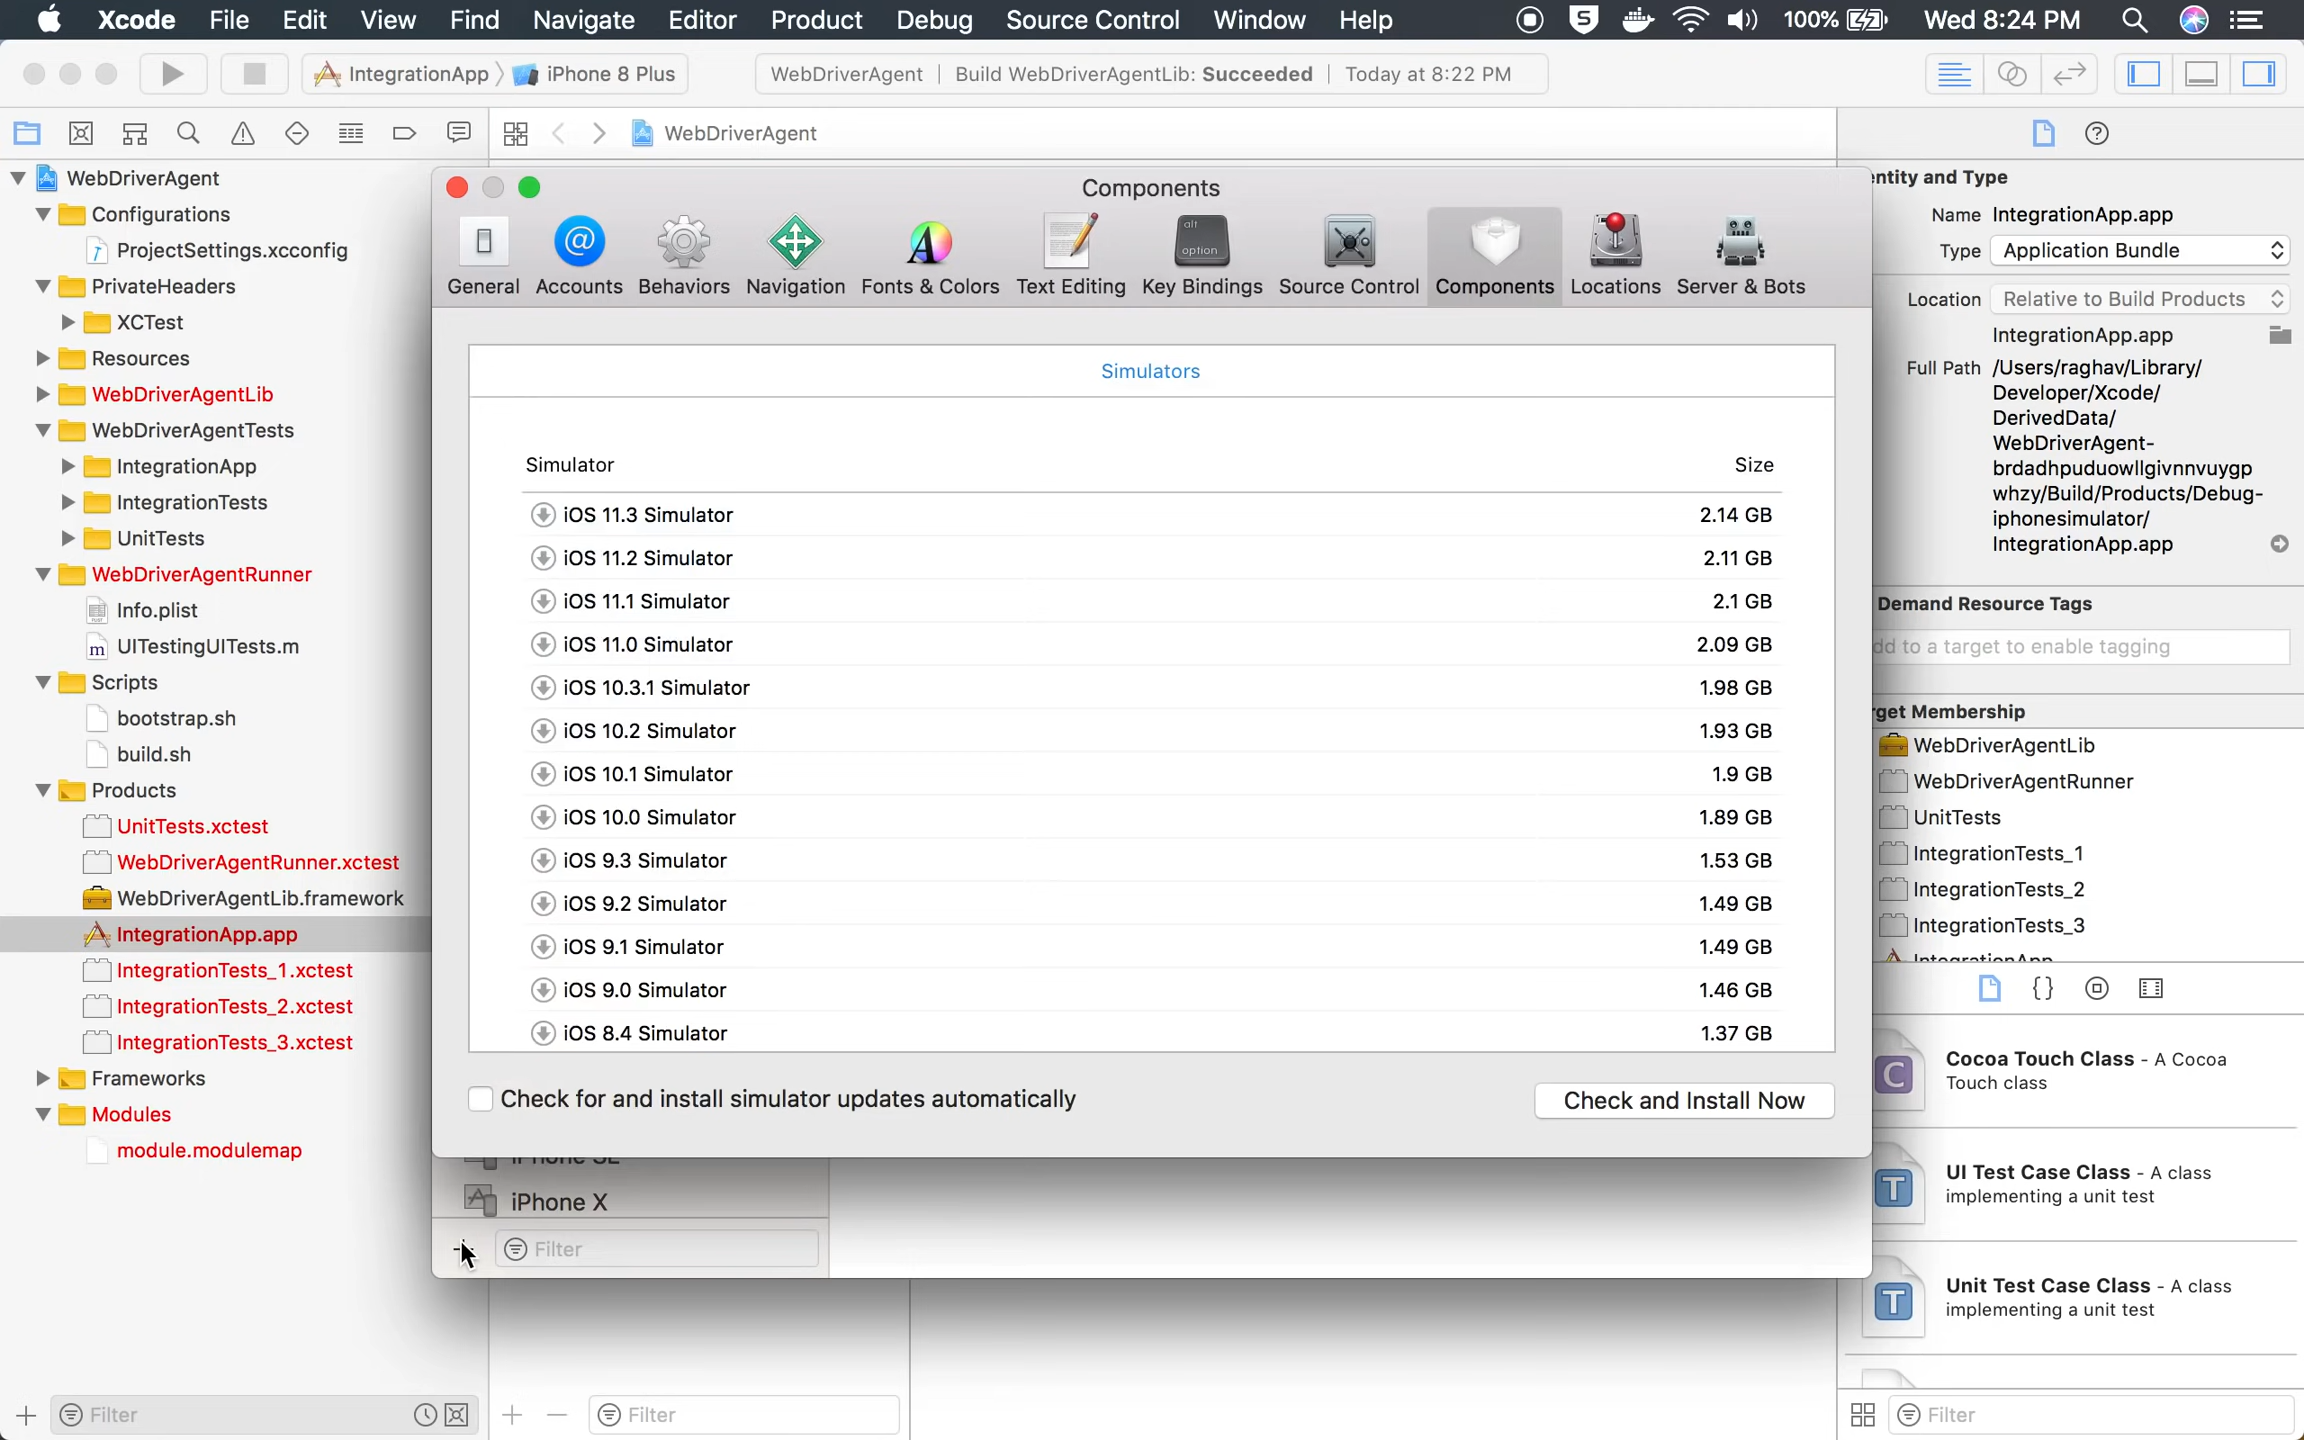 Xcode File Edit View Find Navigate Editor Product Debug Source Control Window Help 100% Wed 8:24 PM
IntegrationApp iPhone 8 Plus
WebDriverAgent Build WebDriverAgentLib: Succeeded Today at 8:22 PM
WebDriverAgent
WebDriverAgent
Configurations
ProjectSettings.xcconfig
PrivateHeaders
XCTest
Resources
WebDriverAgentLib
WebDriverAgentTests
IntegrationApp
IntegrationTests
UnitTests
WebDriverAgentRunner
Info.plist
UITestingUITests.m
Scripts
bootstrap.sh
build.sh
Products
UnitTests.xctest
WebDriverAgentRunner.xctest
WebDriverAgentLib.framework
IntegrationApp.app
IntegrationTests_1.xctest
IntegrationTests_2.xctest
IntegrationTests_3.xctest
Frameworks
Modules
module.modulemap
Filter
Components
General Accounts Behaviors Navigation Fonts & Colors Text Editing Key Bindings Source Control Components Locations Server & Bots
alt
option
Simulators
Simulator Size
iOS 11.3 Simulator 2.14 GB
iOS 11.2 Simulator 2.11 GB
iOS 11.1 Simulator 2.1 GB
iOS 11.0 Simulator 2.09 GB
iOS 10.3.1 Simulator 1.98 GB
iOS 10.2 Simulator 1.93 GB
iOS 10.1 Simulator 1.9 GB
iOS 10.0 Simulator 1.89 GB
iOS 9.3 Simulator 1.53 GB
iOS 9.2 Simulator 1.49 GB
iOS 9.1 Simulator 1.49 GB
iOS 9.0 Simulator 1.46 GB
iOS 8.4 Simulator 1.37 GB
Check for and install simulator updates automatically
Check and Install Now
iPhone X
Filter
Filter
entity and Type
Name IntegrationApp.app
Type Application Bundle
Location Relative to Build Products
IntegrationApp.app
Full Path /Users/raghav/Library/
Developer/Xcode/
DerivedData/
WebDriverAgent-
brdadhpuduowllgivnnvuygp
whzy/Build/Products/Debug-
iphonesimulator/
IntegrationApp.app
Demand Resource Tags
dd to a target to enable tagging
rget Membership
WebDriverAgentLib
WebDriverAgentRunner
UnitTests
IntegrationTests_1
IntegrationTests_2
IntegrationTests_3
C
Cocoa Touch Class - A Cocoa
Touch class
T
UI Test Case Class - A class
implementing a unit test
T
Unit Test Case Class - A class
implementing a unit test
Filter